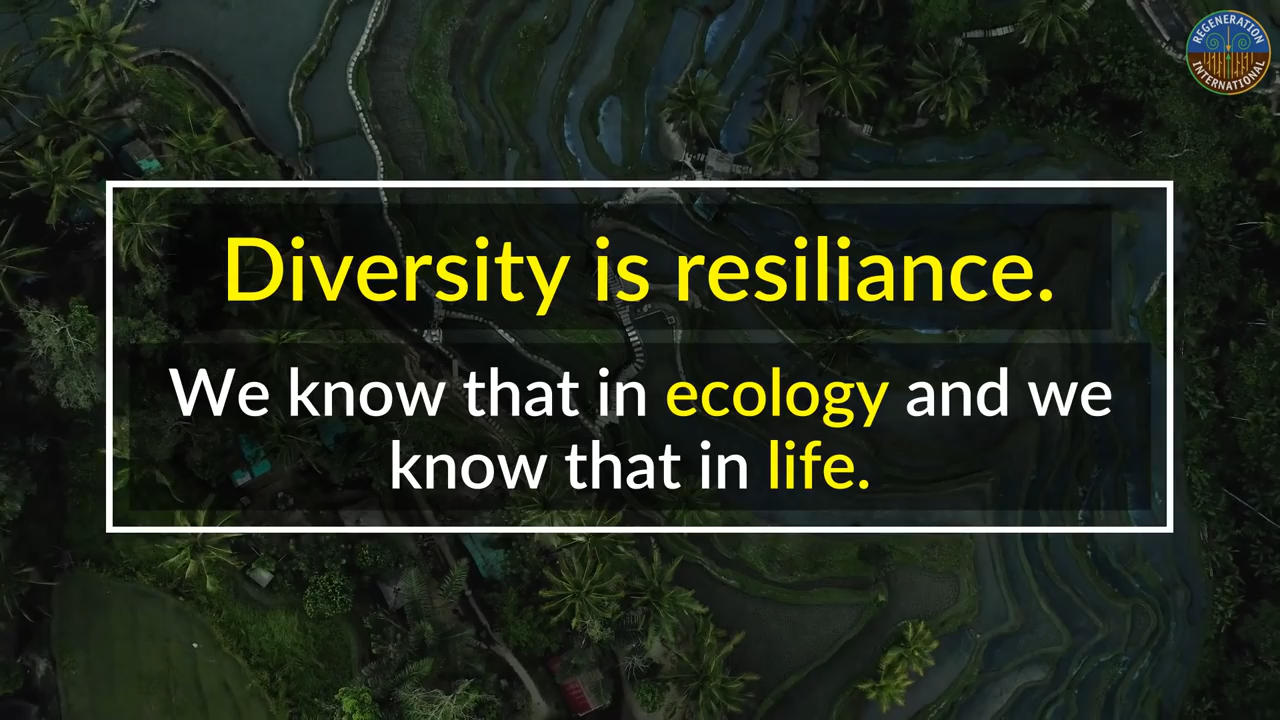 REGENERATION
INTERNATIONAL
Diversity is resiliance.
We know that in ecology and we
know that in life.